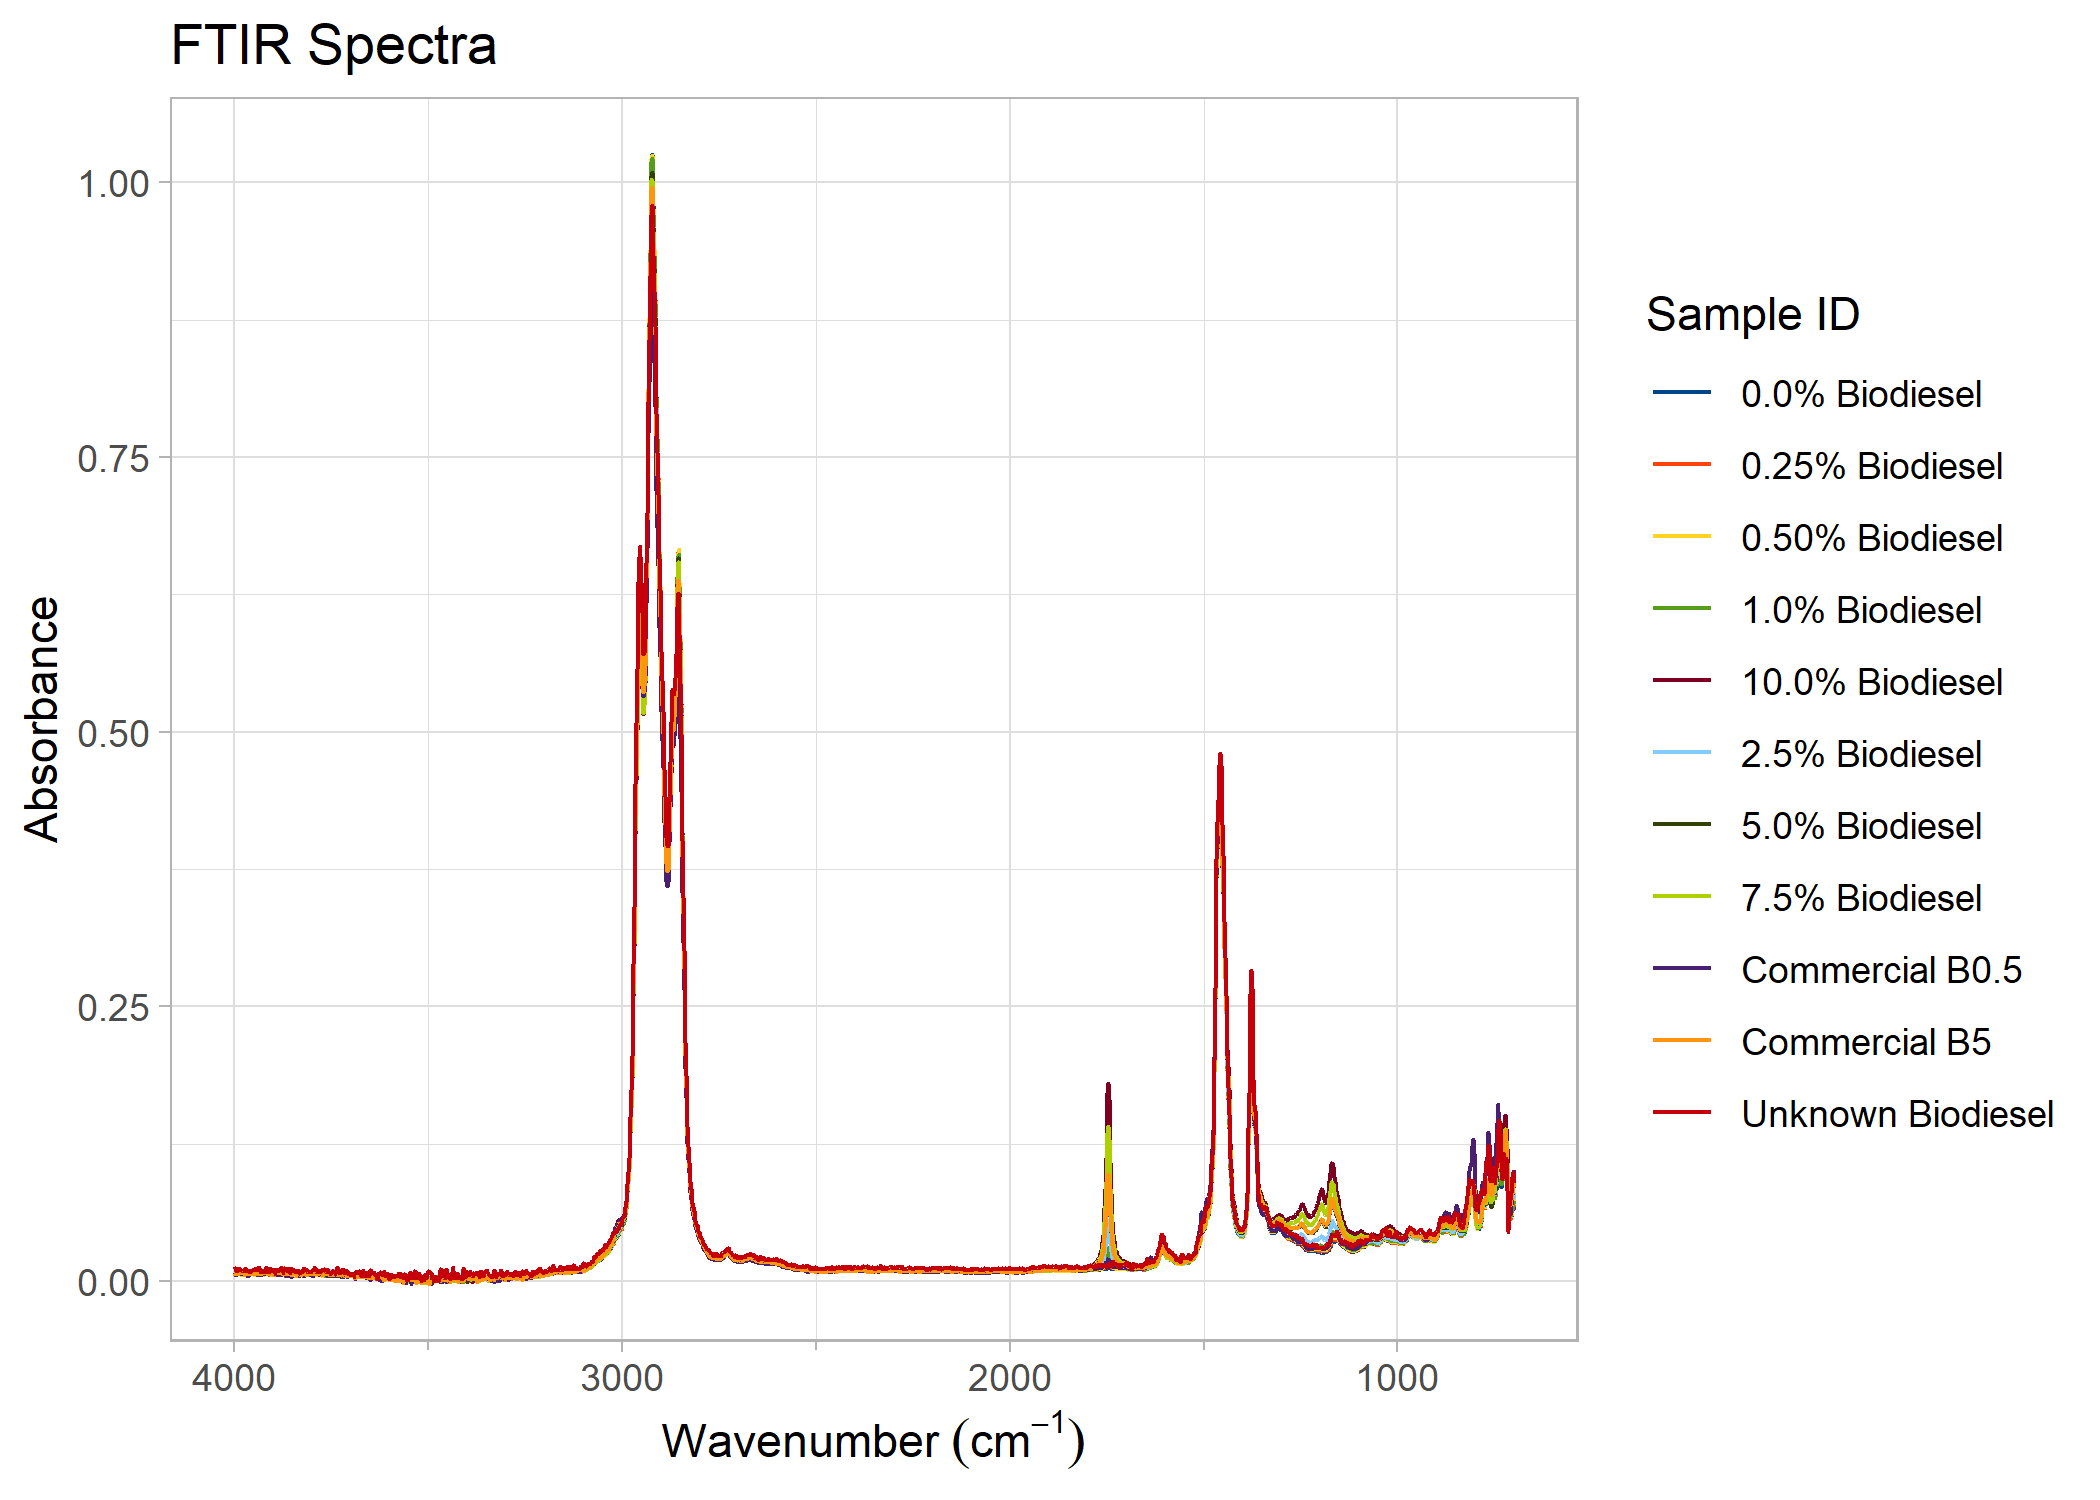 FTIR Spectra
1.00
0.75
0.50
0.25
0.00
Absorbance
4000 3000 2000 1000
Wavenumber (cm⁻¹)
Sample ID
0.0% Biodiesel
0.25% Biodiesel
0.50% Biodiesel
1.0% Biodiesel
10.0% Biodiesel
2.5% Biodiesel
5.0% Biodiesel
7.5% Biodiesel
Commercial B0.5
Commercial B5
Unknown Biodiesel